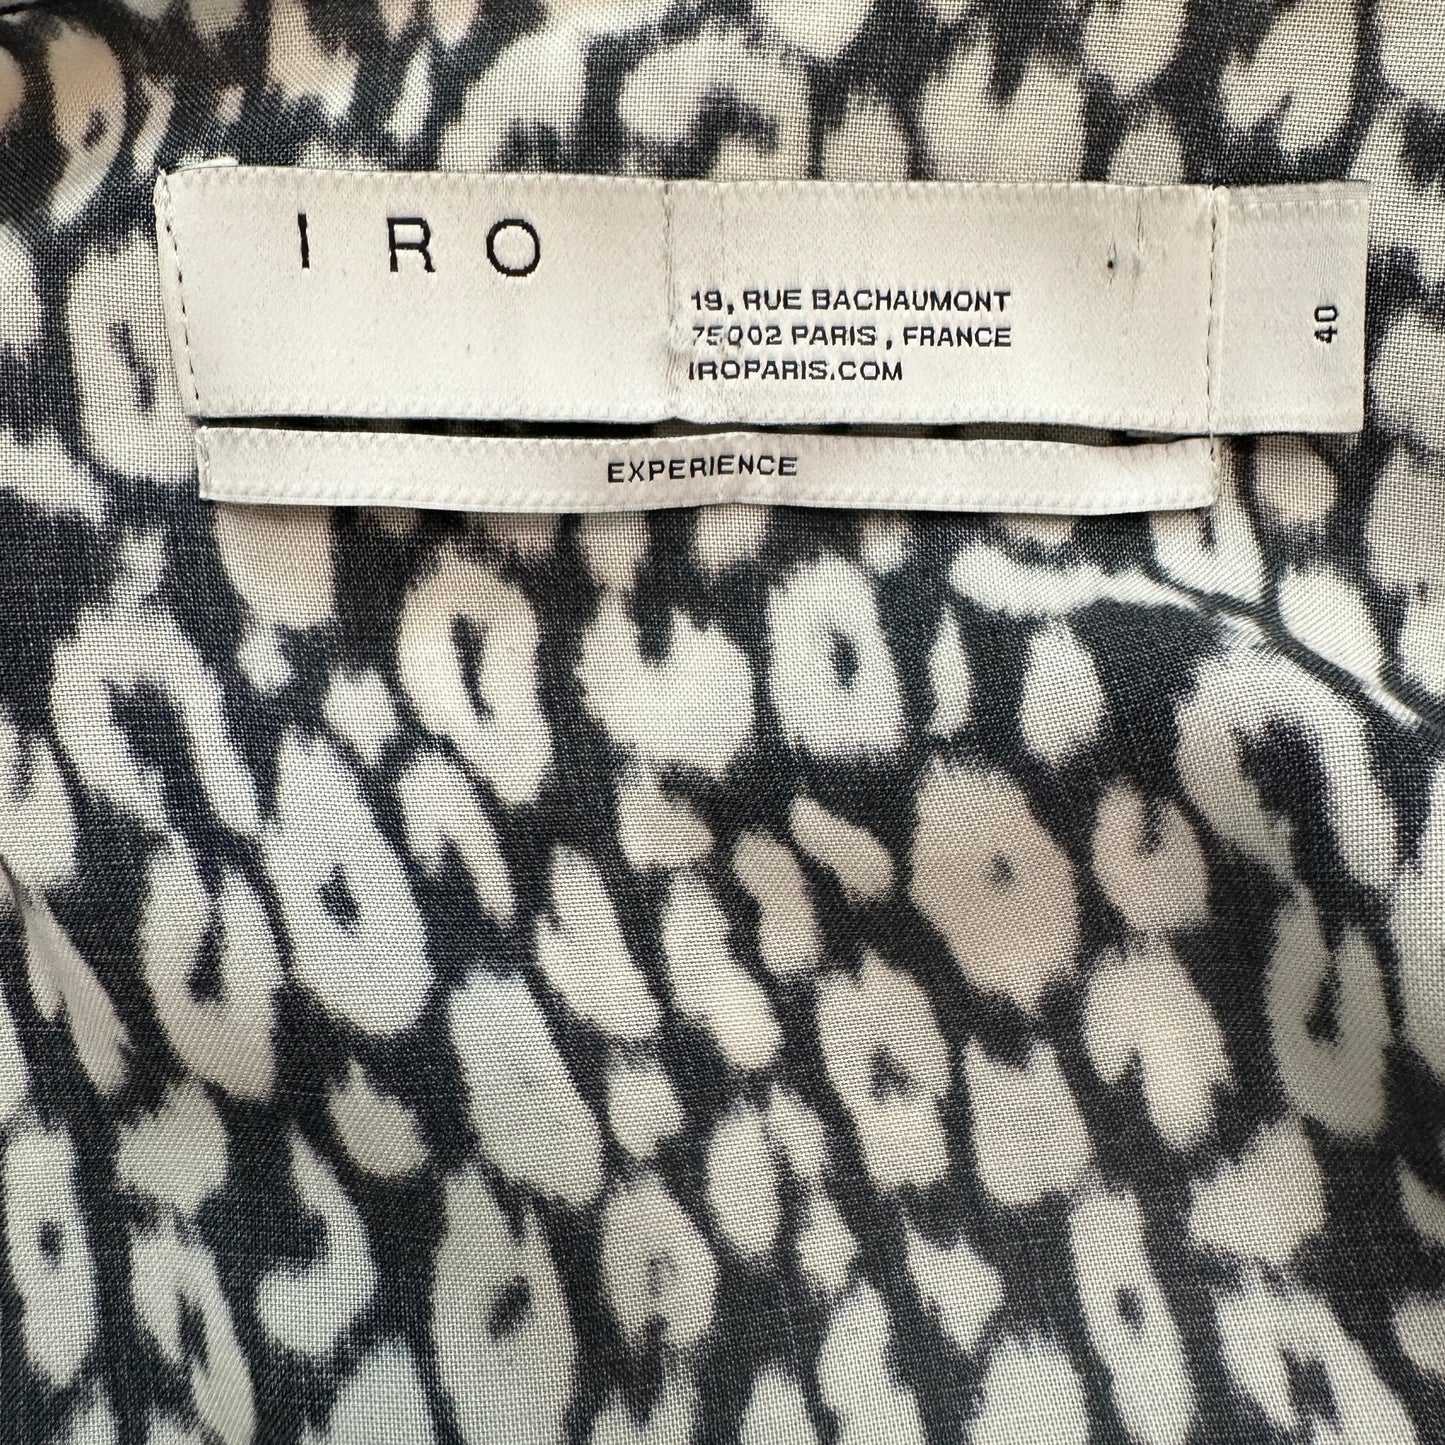 IRO
19, RUE BACHAUMONT
75002 PARIS , FRANCE
IROPARIS.COM
40
EXPERIENCE